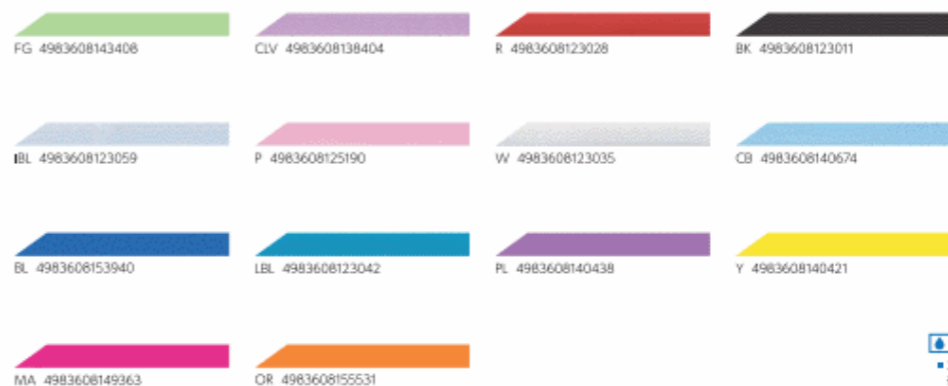 FG 4983608143408
CLV 4983608138404
R 4983608123028
BK 4983608123011
IBL 4983608123059
P 4983608125190
W 4983608123035
CB 4983608140674
BL 4983608153940
LBL 4983608123042
PL 4983608140438
Y 4983608140421
MA 4983608149363
OR 4983608155531